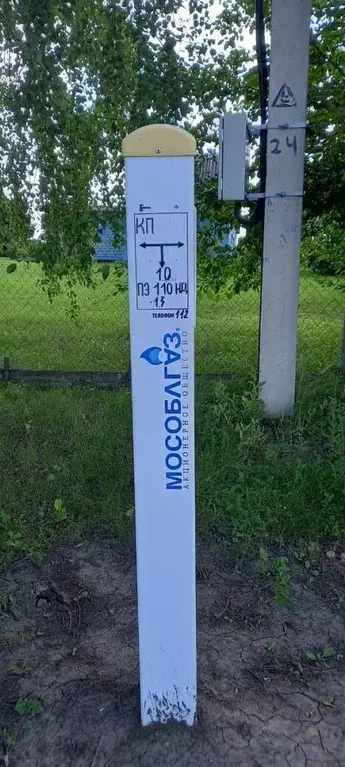 Г
КП
10
ПЭ 110 НД
-1.3
ТЕЛЕФОН 112
МОСОБЛГАЗ
АКЦИОНЕРНОЕ ОБЩЕСТВО
24